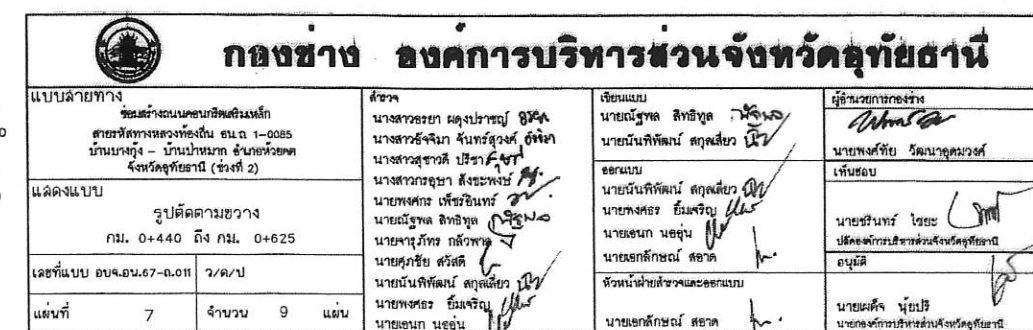 กองช่าง องค์การบริหารส่วนจังหวัดอุทัยธานี
แบบสายทาง
ซ่อมสร้างถนนคอนกรีตเสริมเหล็ก
สายรหัสทางหลวงท้องถิ่น อน.ถ 1-0085
บ้านบางกุ้ง – บ้านป่าหมาก อำเภอห้วยคต
จังหวัดอุทัยธานี (ช่วงที่ 2)
แสดงแบบ
รูปตัดตามขวาง
กม. 0+440 ถึง กม. 0+625
เลขที่แบบ อบจ.อน.67-ถ.011 ว/ด/ป
แผ่นที่ 7 จำนวน 9 แผ่น
สำรวจ
นางสาวอรยา ผดุงปราชญ์
นางสาวอัจจิมา จันทร์สุวงค์
นางสาวสุชาวดี ปรีชา
นางสาวกรอุษา สังขะพงษ์
นายพงศกร เพ็ชรอินทร์
นายณัฐพล สิทธิทูล
นายจารุภัทร กลัวพาล
นายศุภชัย สวัสดี
นายนันพิพัฒน์ สกุลเสี่ยว
นายพงศธร ยิ้มเจริญ
นายเอนก นออุ่น
เขียนแบบ
นายณัฐพล สิทธิทูล
นายนันพิพัฒน์ สกุลเสี่ยว
ออกแบบ
นายนันพิพัฒน์ สกุลเสี่ยว
นายพงศธร ยิ้มเจริญ
นายเอนก นออุ่น
นายเอกลักษณ์ สอาด
หัวหน้าฝ่ายสำรวจและออกแบบ
นายเอกลักษณ์ สอาด
ผู้อำนวยการกองช่าง
นายพงศ์ทัย วัฒนาอุดมวงศ์
เห็นชอบ
นายชรินทร์ ไชยะ
ปลัดองค์การบริหารส่วนจังหวัดอุทัยธานี
อนุมัติ
นายเผด็จ นุ้ยปรี
นายกองค์การบริหารส่วนจังหวัดอุทัยธานี